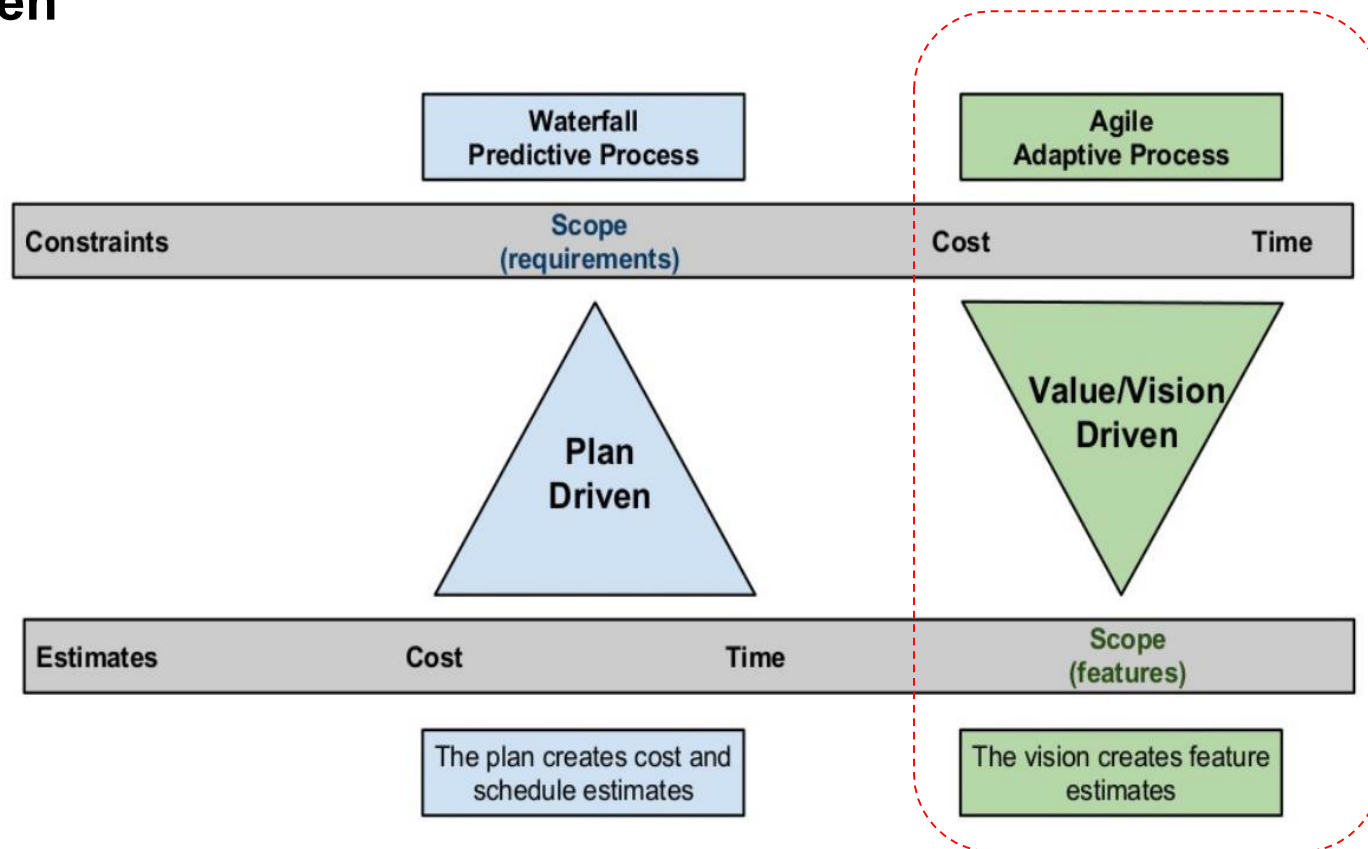 en
Waterfall
Predictive Process
Agile
Adaptive Process
Constraints
Scope
(requirements)
Cost
Time
Plan
Driven
Value/Vision
Driven
Estimates
Cost
Time
Scope
(features)
The plan creates cost and
schedule estimates
The vision creates feature
estimates